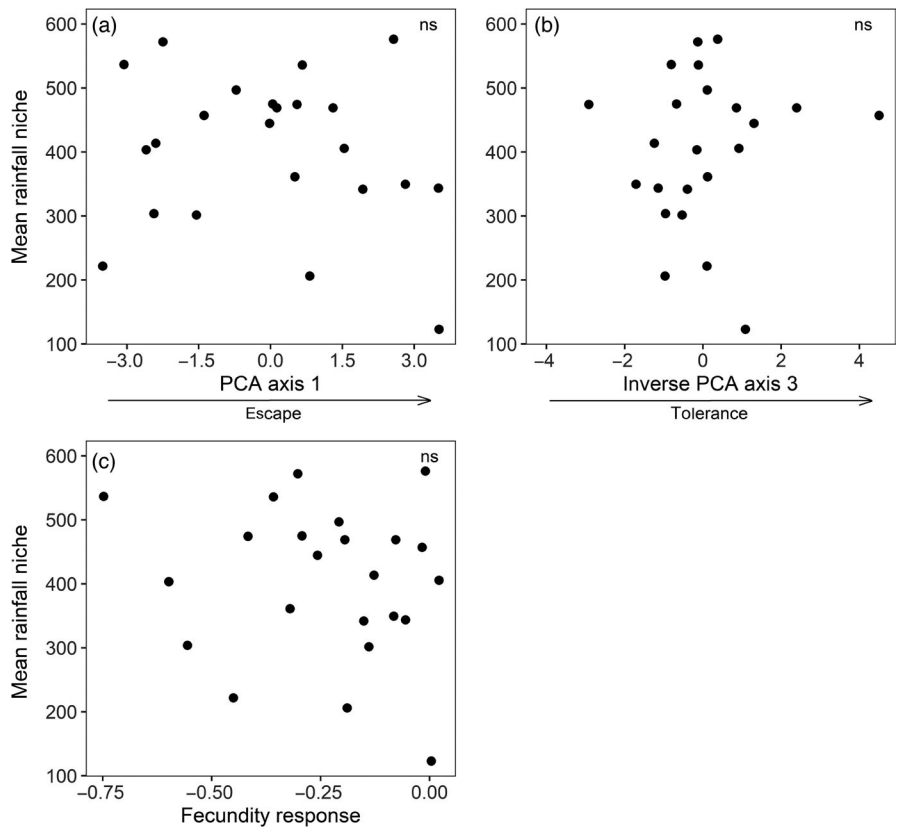 (a)
ns
600
500
400
300
200
100
Mean rainfall niche
−3.0 −1.5 0.0 1.5 3.0
PCA axis 1
Escape
(b)
ns
600
500
400
300
200
100
−4 −2 0 2 4
Inverse PCA axis 3
Tolerance
(c)
ns
600
500
400
300
200
100
Mean rainfall niche
−0.75 −0.50 −0.25 0.00
Fecundity response